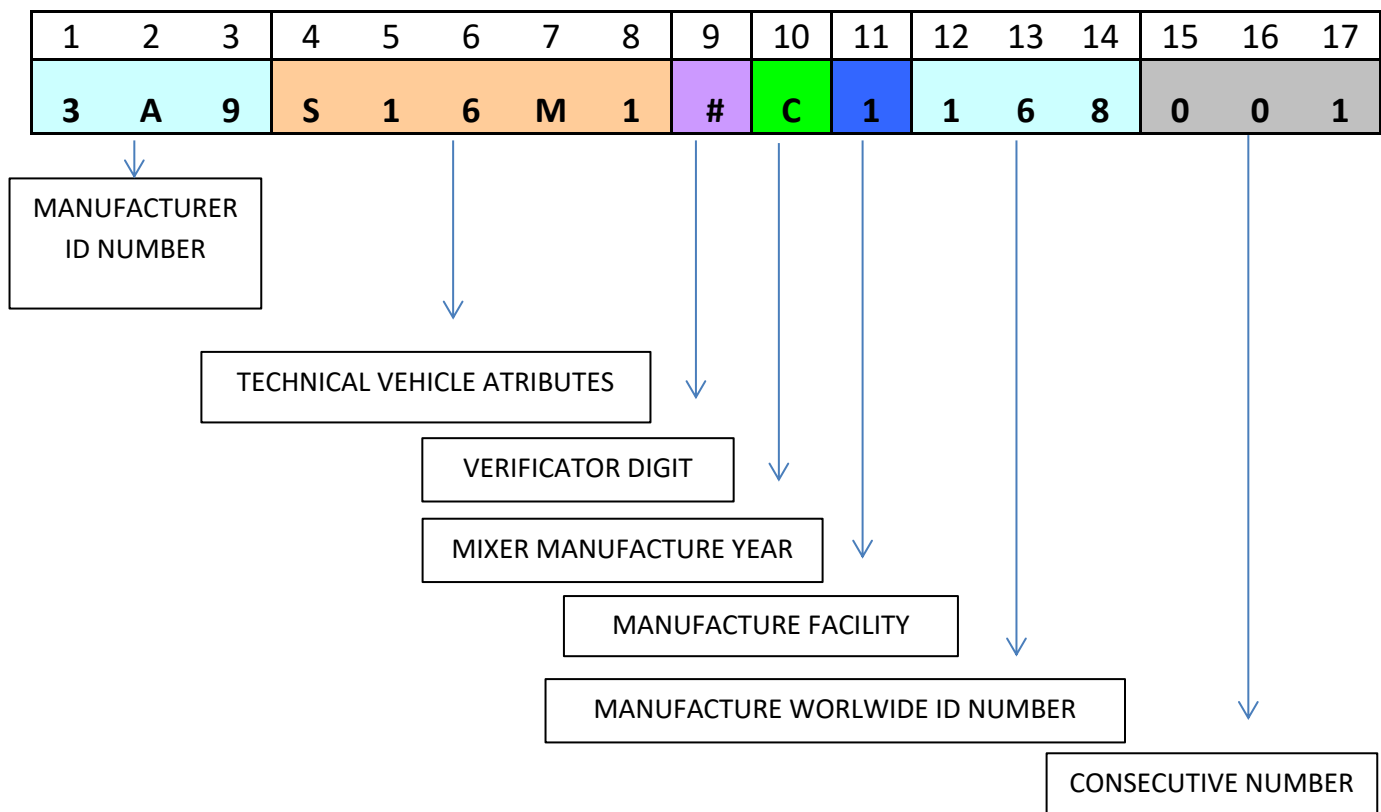 1 2 3 4 5 6 7 8 9 10 11 12 13 14 15 16 17
3 A 9 S 1 6 M 1 # C 1 1 6 8 0 0 1
MANUFACTURER
ID NUMBER
TECHNICAL VEHICLE ATRIBUTES
VERIFICATOR DIGIT
MIXER MANUFACTURE YEAR
MANUFACTURE FACILITY
MANUFACTURE WORLWIDE ID NUMBER
CONSECUTIVE NUMBER